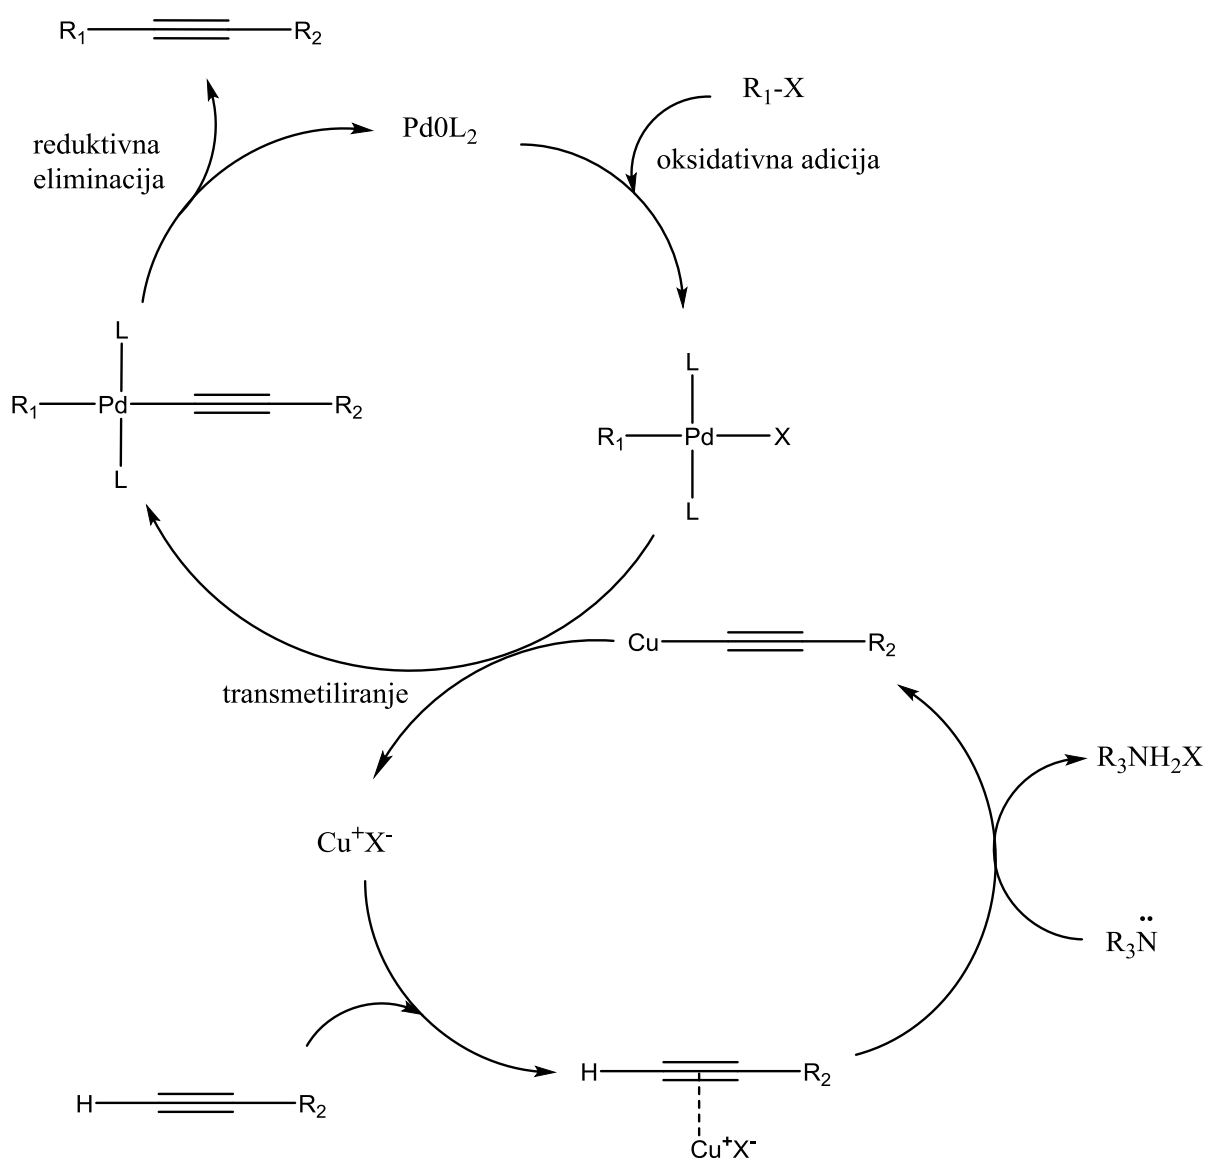 R₁ R₂
R₁-X
Pd0L₂
reduktivna
eliminacija
oksidativna adicija
L
R₁ Pd R₂
L
L
R₁ Pd X
L
Cu R₂
transmetiliranje
R₃NH₂X
Cu⁺X⁻
R₃N̈
H R₂
Cu⁺X⁻
H R₂